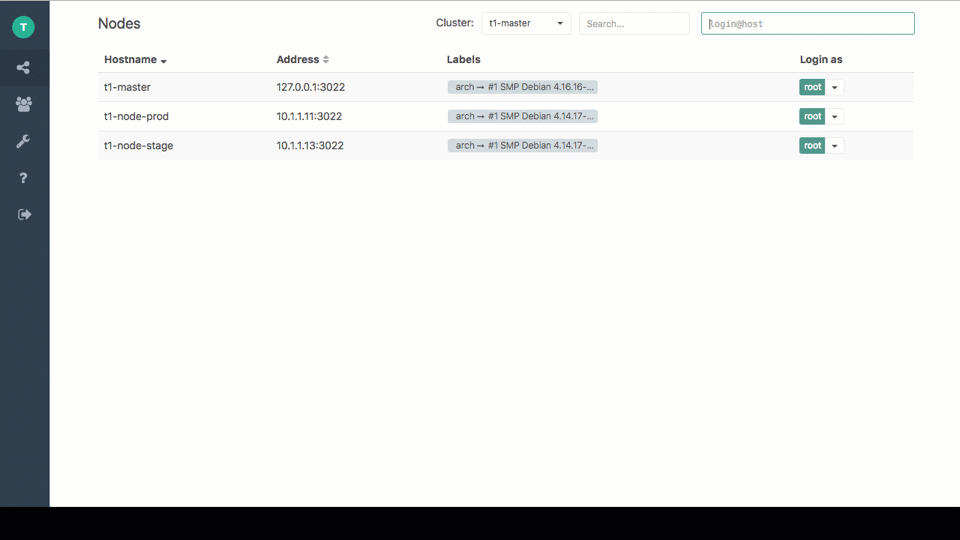 T
Nodes Cluster: t1-master Search... login@host
Hostname Address Labels Login as
t1-master 127.0.0.1:3022 arch → #1 SMP Debian 4.16.16-... root
t1-node-prod 10.1.1.11:3022 arch → #1 SMP Debian 4.14.17-... root
t1-node-stage 10.1.1.13:3022 arch → #1 SMP Debian 4.14.17-... root
?